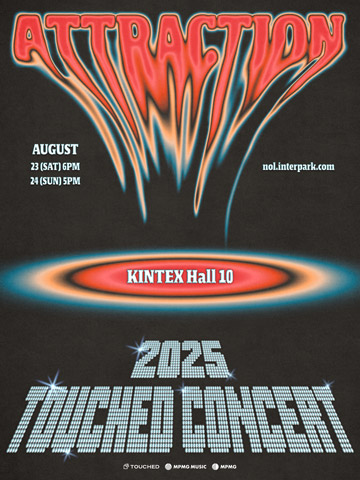 ATTRACTION
AUGUST
23 (SAT) 6PM
24 (SUN) 5PM
nol.interpark.com
KINTEX Hall 10
2025
TOUCHED CONCERT
TOUCHED MPMG MUSIC MPMG